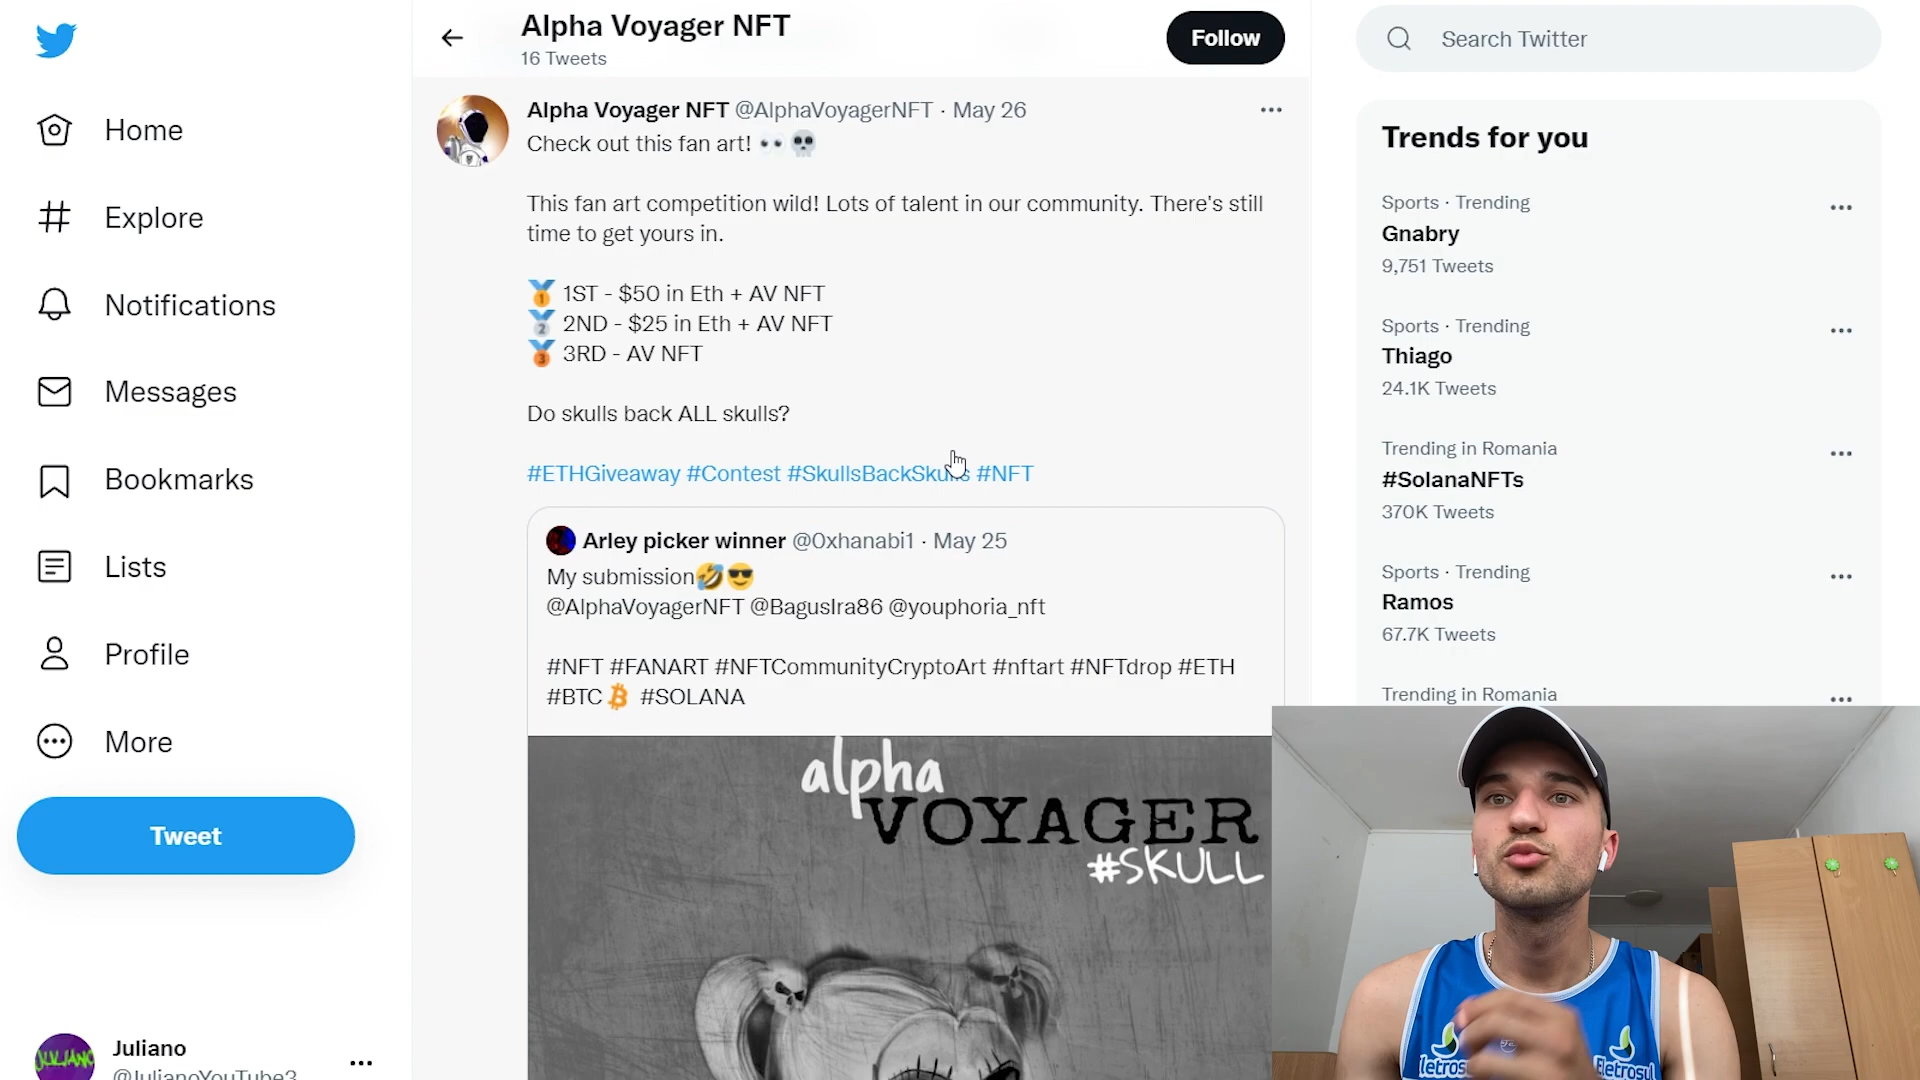 Home
Explore
Notifications
Messages
Bookmarks
Lists
Profile
More
Tweet
Juliano
@JulianoYouTube3
Alpha Voyager NFT
16 Tweets
Follow
Alpha Voyager NFT @AlphaVoyagerNFT · May 26
Check out this fan art! 👀💀
This fan art competition wild! Lots of talent in our community. There's still
time to get yours in.
🥇 1ST - $50 in Eth + AV NFT
🥈 2ND - $25 in Eth + AV NFT
🥉 3RD - AV NFT
Do skulls back ALL skulls?
#ETHGiveaway #Contest #SkullsBackSkulls #NFT
Arley picker winner @0xhanabi1 · May 25
My submission🤣😎
@AlphaVoyagerNFT @BagusIra86 @youphoria_nft
#NFT #FANART #NFTCommunityCryptoArt #nftart #NFTdrop #ETH
#BTC #SOLANA
alpha
VOYAGER
#SKULL
Search Twitter
Trends for you
Sports · Trending
Gnabry
9,751 Tweets
Sports · Trending
Thiago
24.1K Tweets
Trending in Romania
#SolanaNFTs
370K Tweets
Sports · Trending
Ramos
67.7K Tweets
Trending in Romania
Eletrosul